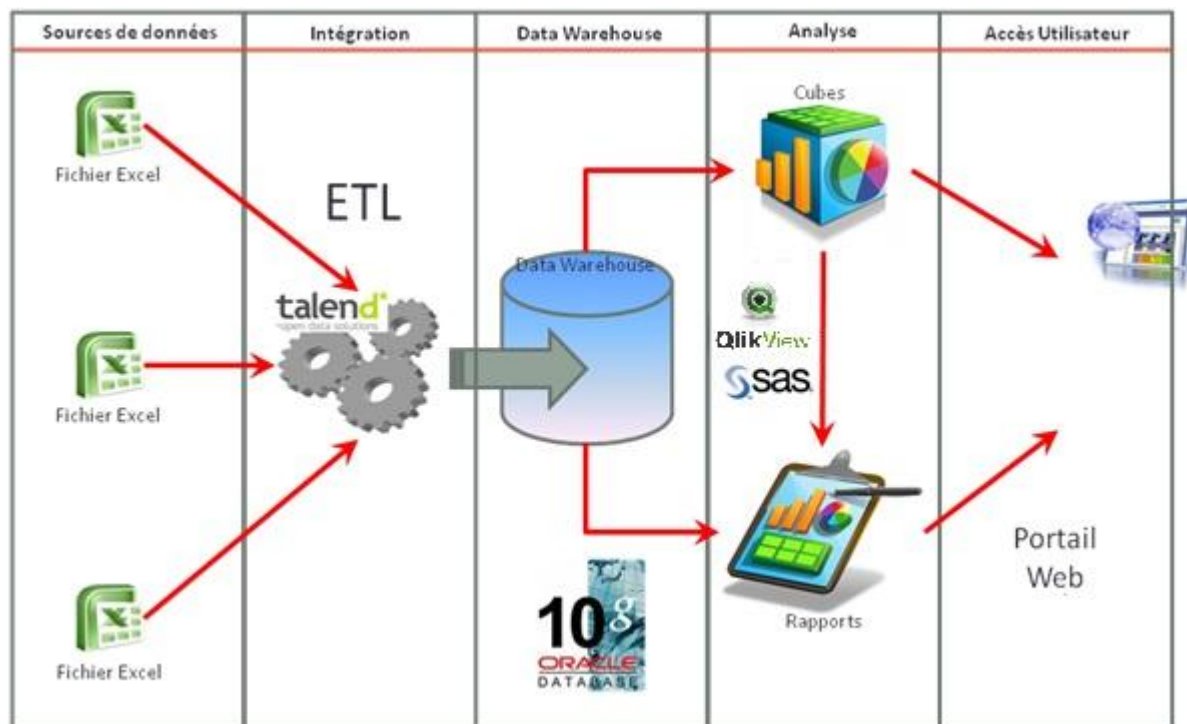 Sources de données
Intégration
Data Warehouse
Analyse
Accès Utilisateur
Fichier Excel
Fichier Excel
Fichier Excel
ETL
talend
open data solutions
Data Warehouse
10g
ORACLE
DATABASE
Cubes
QlikView
sas
Rapports
Portail
Web